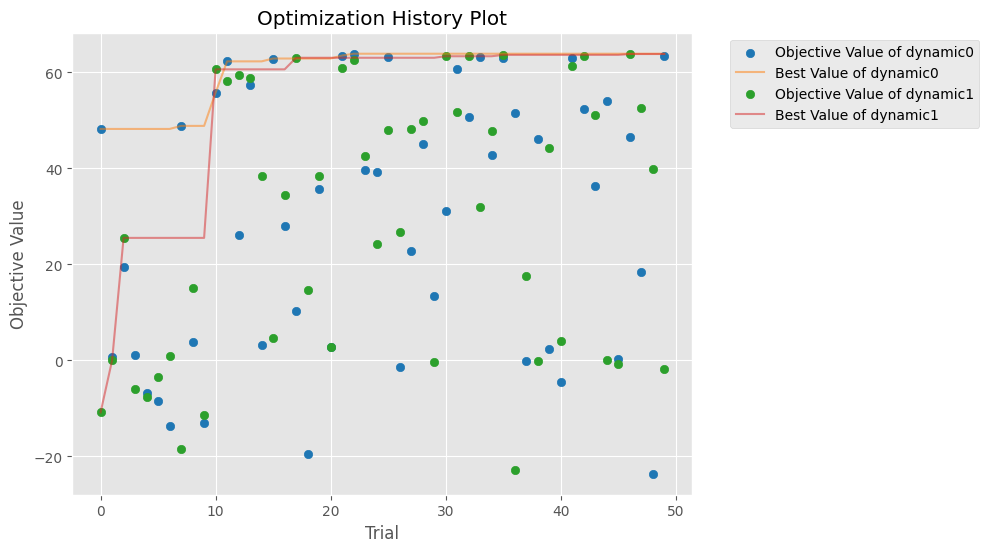 Optimization History Plot
Objective Value of dynamic0
Best Value of dynamic0
Objective Value of dynamic1
Best Value of dynamic1
60
40
20
0
−20
Objective Value
0 10 20 30 40 50
Trial